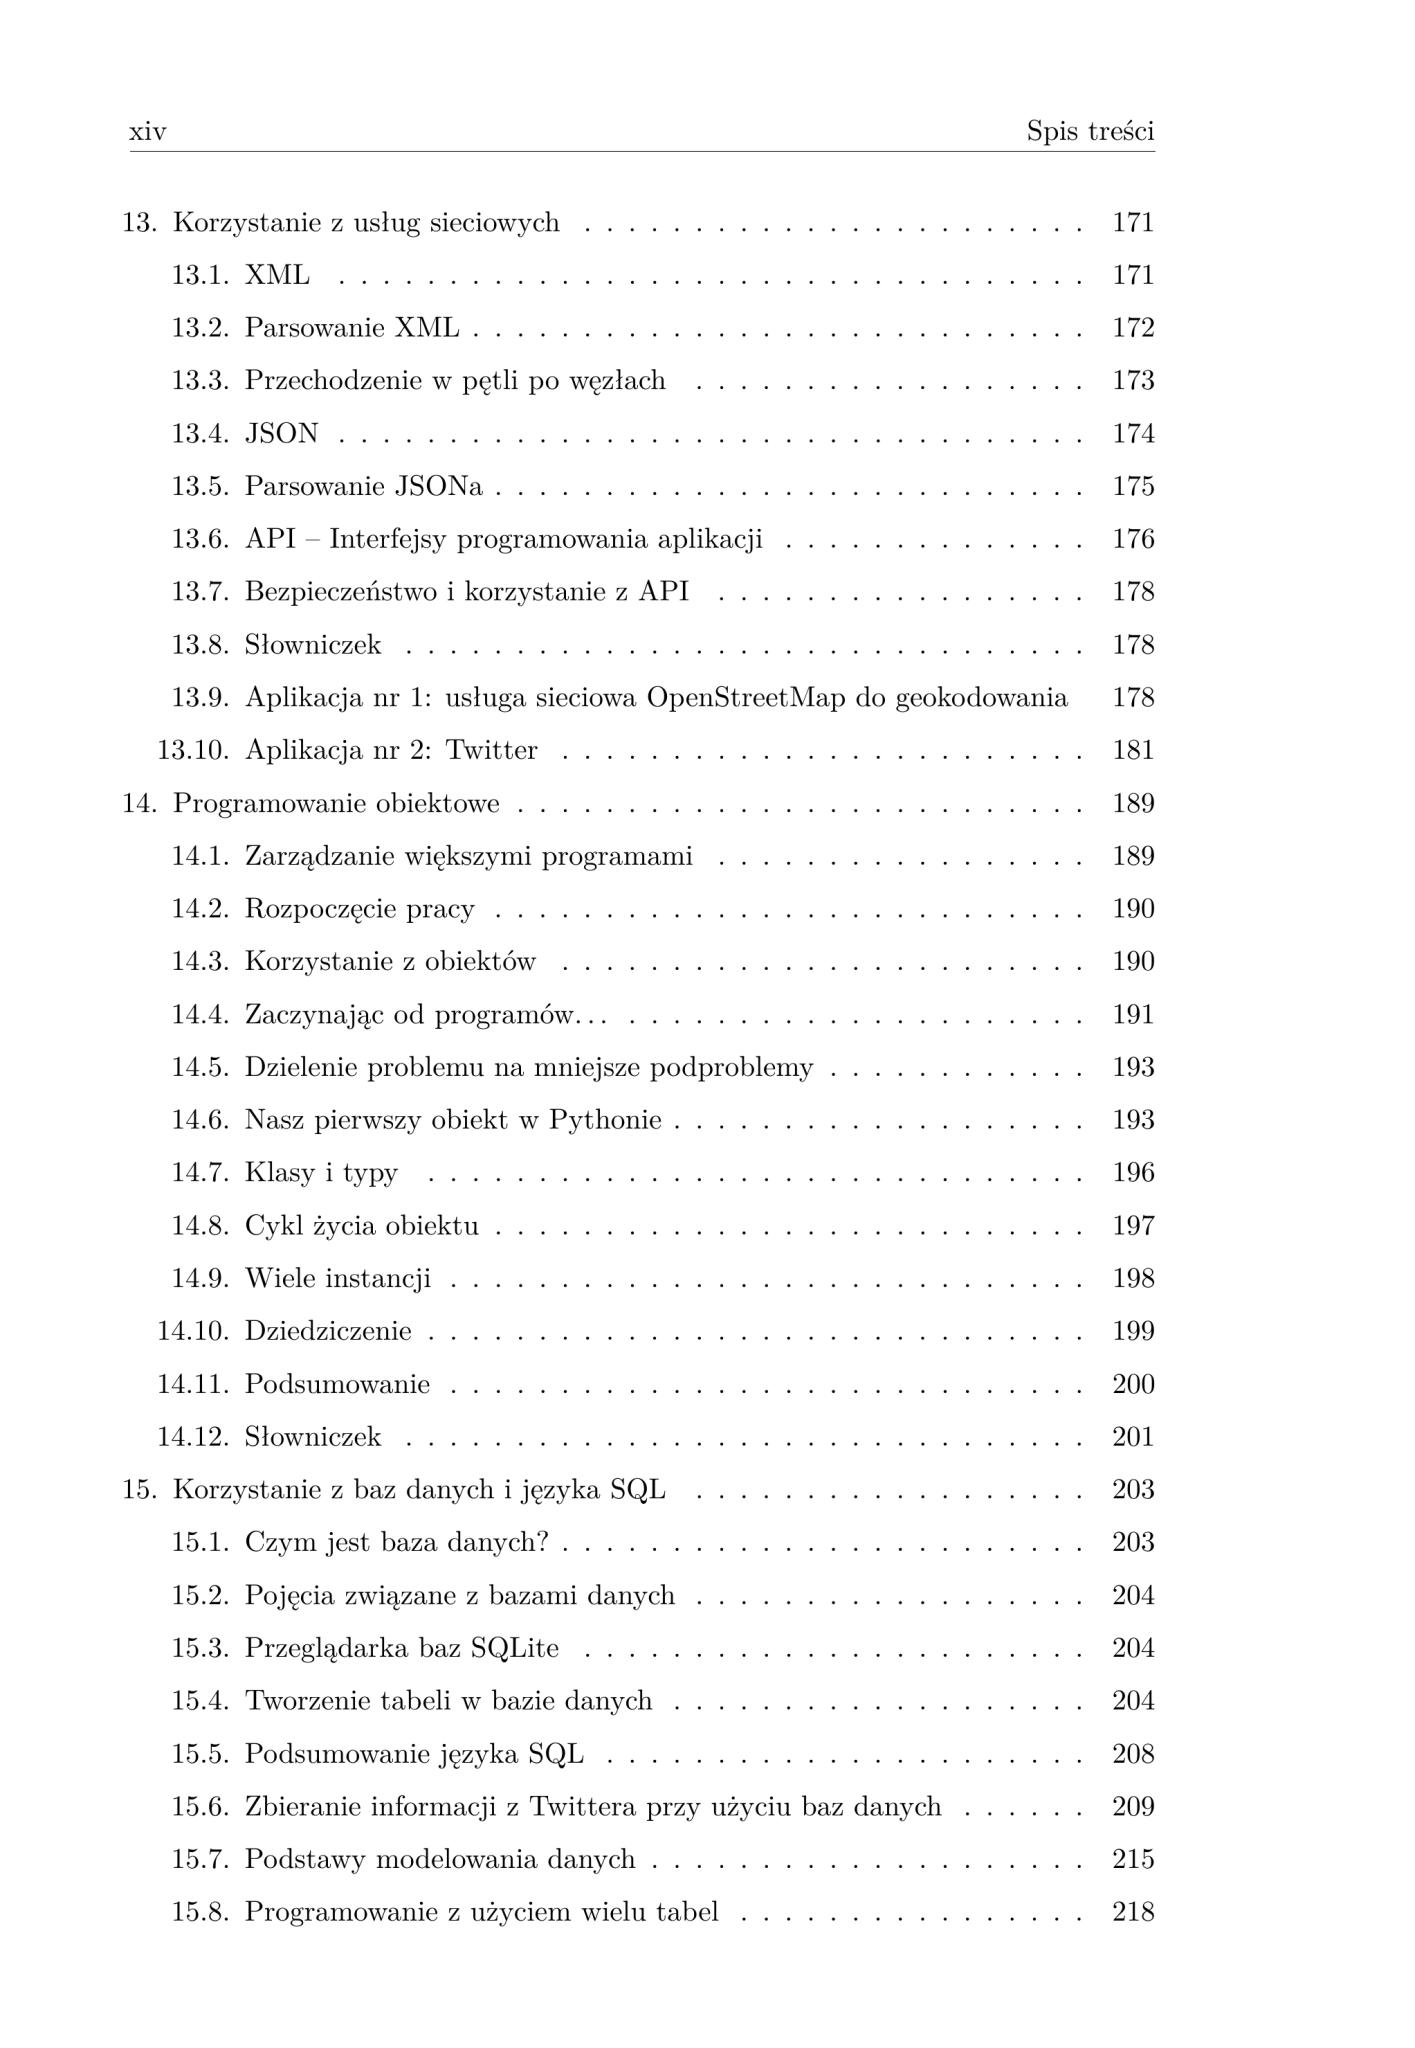 xiv Spis treści
13. Korzystanie z usług sieciowych . . . . . . . . . . . . . . . . . . . . . . . 171
13.1. XML . . . . . . . . . . . . . . . . . . . . . . . . . . . . . . . . . . 171
13.2. Parsowanie XML . . . . . . . . . . . . . . . . . . . . . . . . . . . . 172
13.3. Przechodzenie w pętli po węzłach . . . . . . . . . . . . . . . . . . 173
13.4. JSON . . . . . . . . . . . . . . . . . . . . . . . . . . . . . . . . . . 174
13.5. Parsowanie JSONa . . . . . . . . . . . . . . . . . . . . . . . . . . . 175
13.6. API – Interfejsy programowania aplikacji . . . . . . . . . . . . . . 176
13.7. Bezpieczeństwo i korzystanie z API . . . . . . . . . . . . . . . . . 178
13.8. Słowniczek . . . . . . . . . . . . . . . . . . . . . . . . . . . . . . . 178
13.9. Aplikacja nr 1: usługa sieciowa OpenStreetMap do geokodowania 178
13.10. Aplikacja nr 2: Twitter . . . . . . . . . . . . . . . . . . . . . . . . 181
14. Programowanie obiektowe . . . . . . . . . . . . . . . . . . . . . . . . . . 189
14.1. Zarządzanie większymi programami . . . . . . . . . . . . . . . . . 189
14.2. Rozpoczęcie pracy . . . . . . . . . . . . . . . . . . . . . . . . . . . 190
14.3. Korzystanie z obiektów . . . . . . . . . . . . . . . . . . . . . . . . 190
14.4. Zaczynając od programów… . . . . . . . . . . . . . . . . . . . . . 191
14.5. Dzielenie problemu na mniejsze podproblemy . . . . . . . . . . . . 193
14.6. Nasz pierwszy obiekt w Pythonie . . . . . . . . . . . . . . . . . . . 193
14.7. Klasy i typy . . . . . . . . . . . . . . . . . . . . . . . . . . . . . . 196
14.8. Cykl życia obiektu . . . . . . . . . . . . . . . . . . . . . . . . . . . 197
14.9. Wiele instancji . . . . . . . . . . . . . . . . . . . . . . . . . . . . . 198
14.10. Dziedziczenie . . . . . . . . . . . . . . . . . . . . . . . . . . . . . . 199
14.11. Podsumowanie . . . . . . . . . . . . . . . . . . . . . . . . . . . . . 200
14.12. Słowniczek . . . . . . . . . . . . . . . . . . . . . . . . . . . . . . . 201
15. Korzystanie z baz danych i języka SQL . . . . . . . . . . . . . . . . . . 203
15.1. Czym jest baza danych? . . . . . . . . . . . . . . . . . . . . . . . . 203
15.2. Pojęcia związane z bazami danych . . . . . . . . . . . . . . . . . . 204
15.3. Przeglądarka baz SQLite . . . . . . . . . . . . . . . . . . . . . . . 204
15.4. Tworzenie tabeli w bazie danych . . . . . . . . . . . . . . . . . . . 204
15.5. Podsumowanie języka SQL . . . . . . . . . . . . . . . . . . . . . . 208
15.6. Zbieranie informacji z Twittera przy użyciu baz danych . . . . . . 209
15.7. Podstawy modelowania danych . . . . . . . . . . . . . . . . . . . . 215
15.8. Programowanie z użyciem wielu tabel . . . . . . . . . . . . . . . . 218